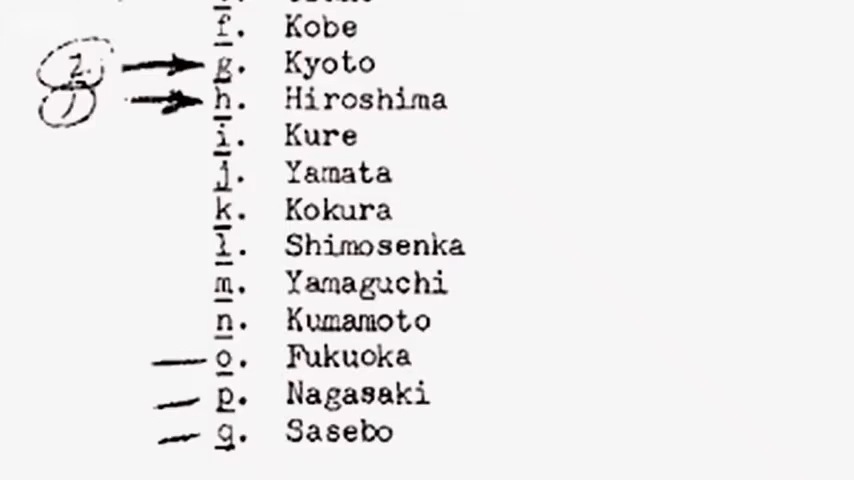 f. Kobe
2. g. Kyoto
1 h. Hiroshima
i. Kure
j. Yamata
k. Kokura
l. Shimosenka
m. Yamaguchi
n. Kumamoto
o. Fukuoka
p. Nagasaki
q. Sasebo